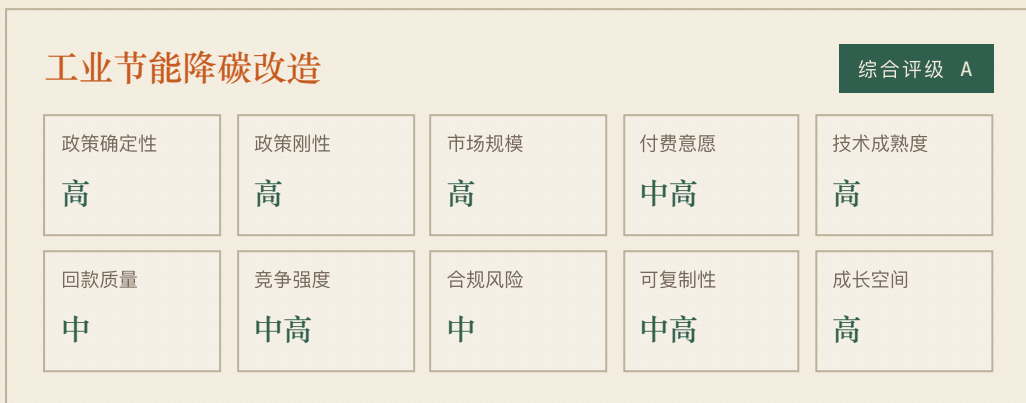 工业节能降碳改造
综合评级 A
政策确定性
高
政策刚性
高
市场规模
高
付费意愿
中高
技术成熟度
高
回款质量
中
竞争强度
中高
合规风险
中
可复制性
中高
成长空间
高